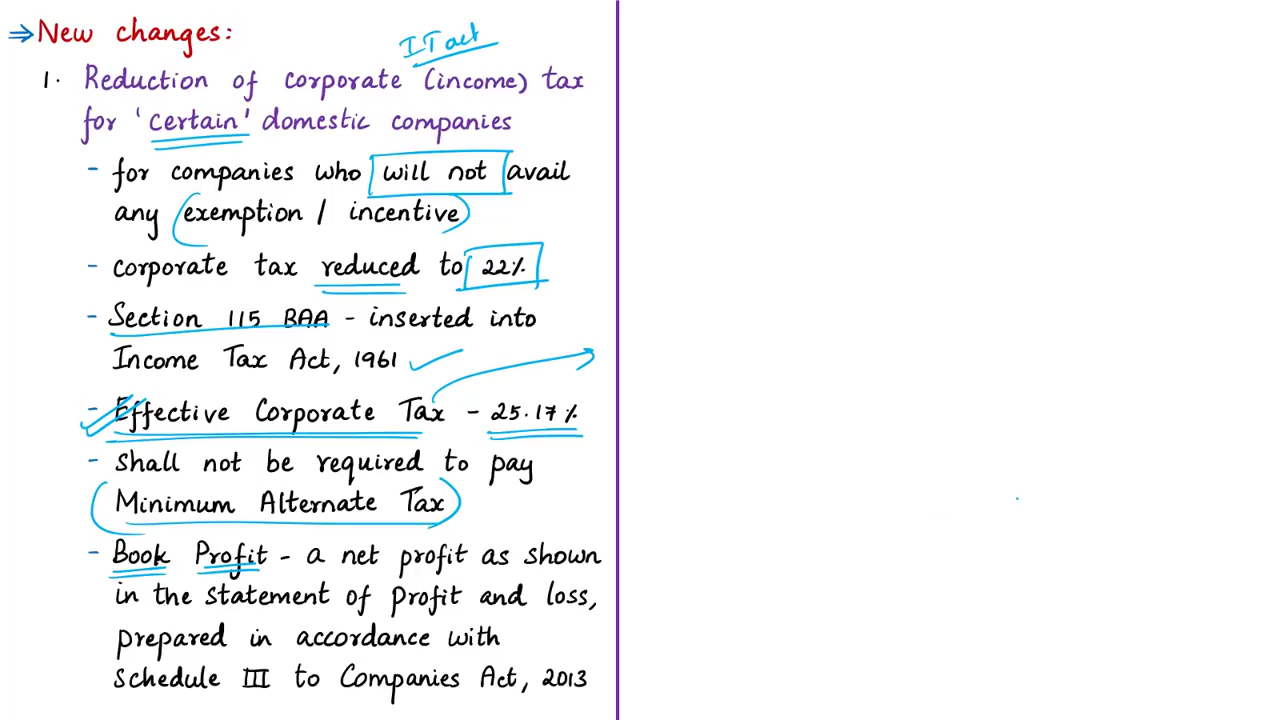 ⇒ New changes:
IT act
1. Reduction of corporate (income) tax
for 'certain' domestic companies
- for companies who will not avail
any exemption / incentive
- corporate tax reduced to 22%
- Section 115 BAA - inserted into
Income Tax Act, 1961 ✓
- Effective Corporate Tax - 25.17%
- shall not be required to pay
Minimum Alternate Tax
- Book Profit - a net profit as shown
in the statement of Profit and loss,
prepared in accordance with
schedule III to Companies Act, 2013